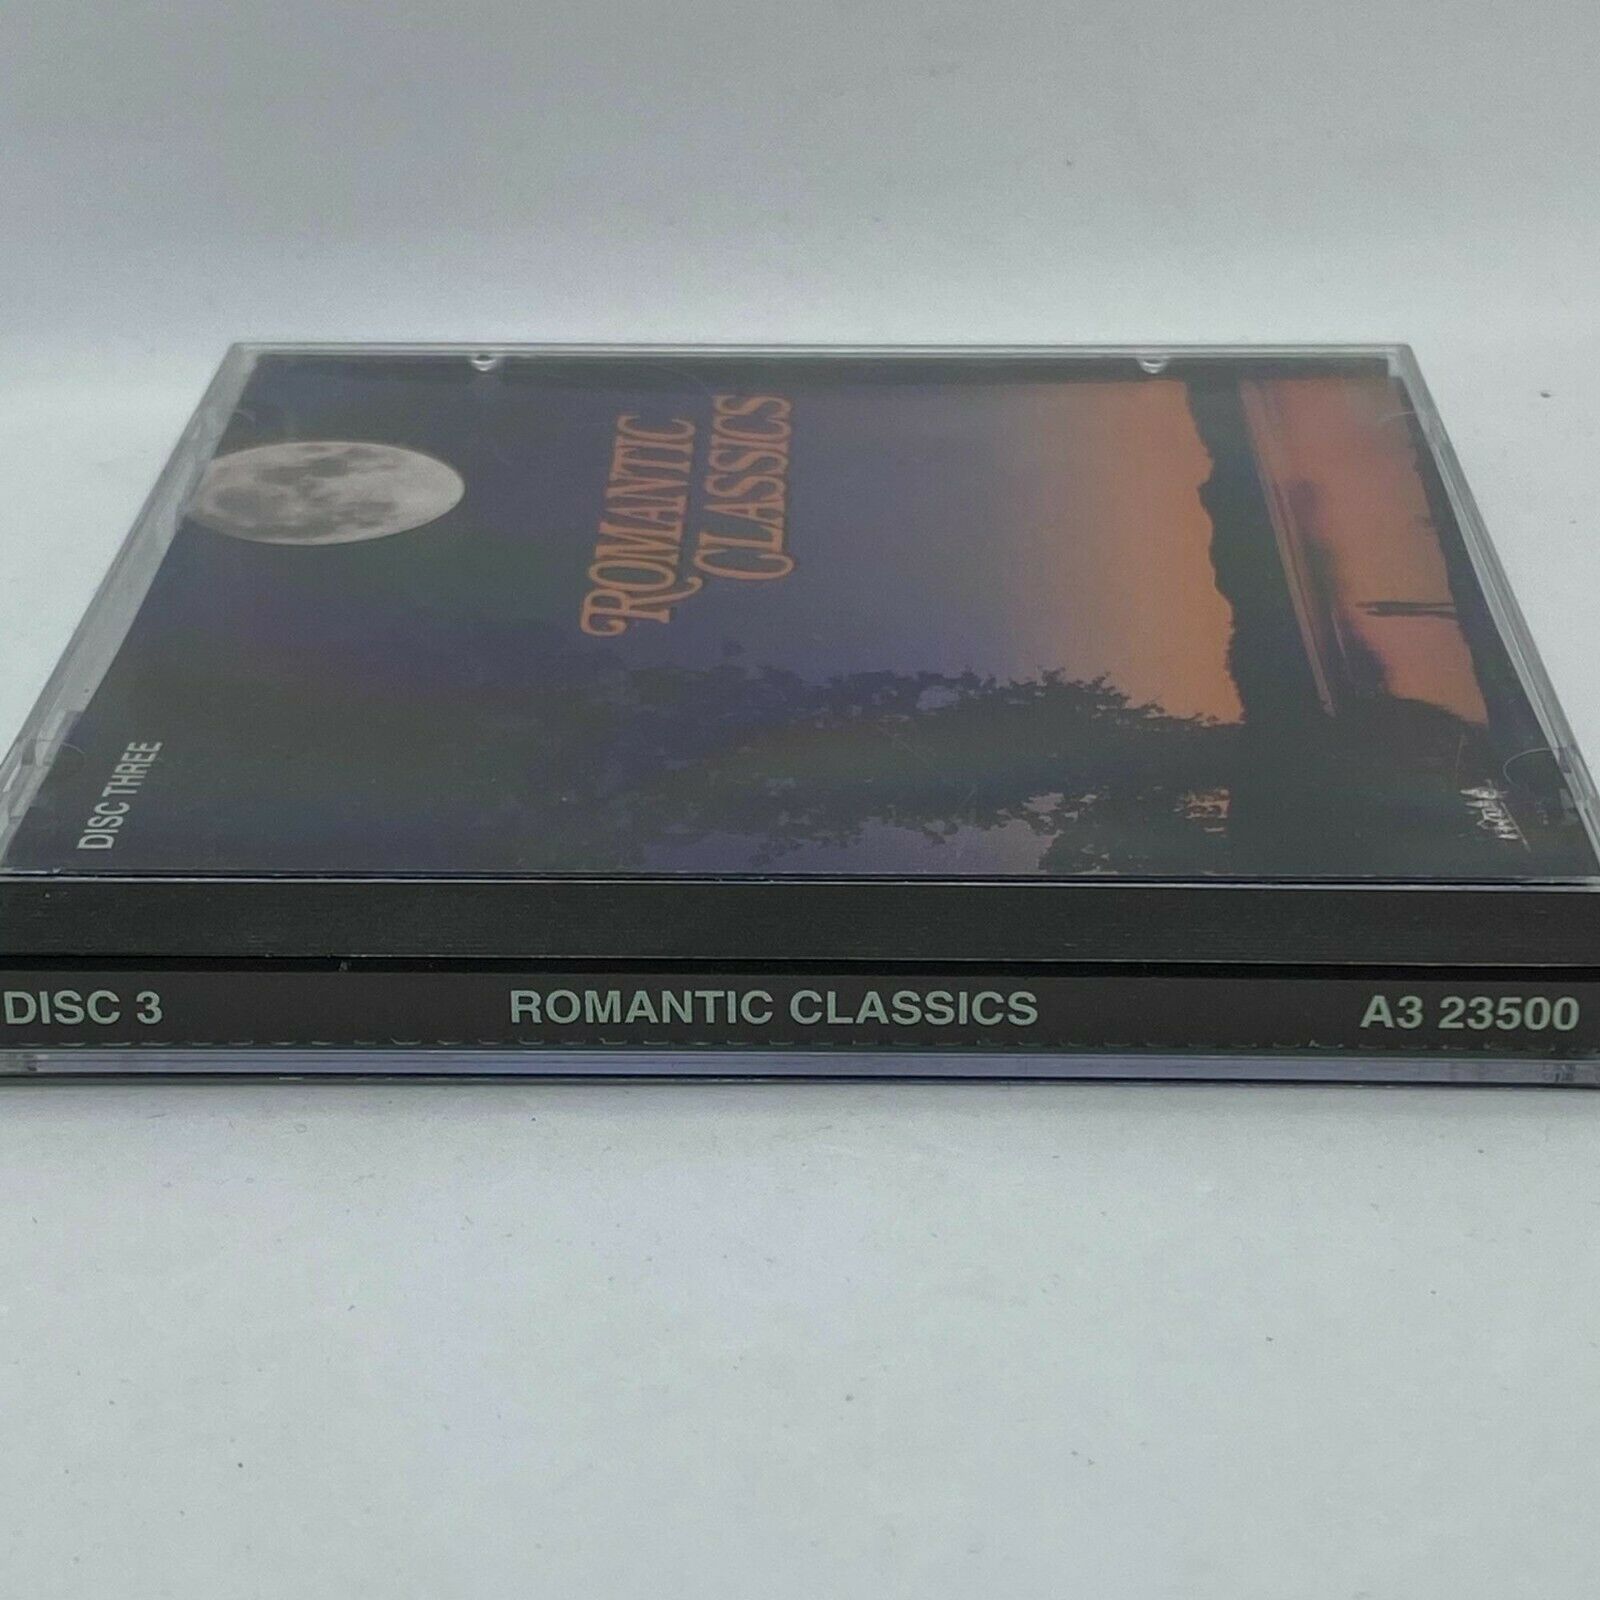 ROMANTIC
CLASSICS
DISC THREE
DISC 3 ROMANTIC CLASSICS A3 23500